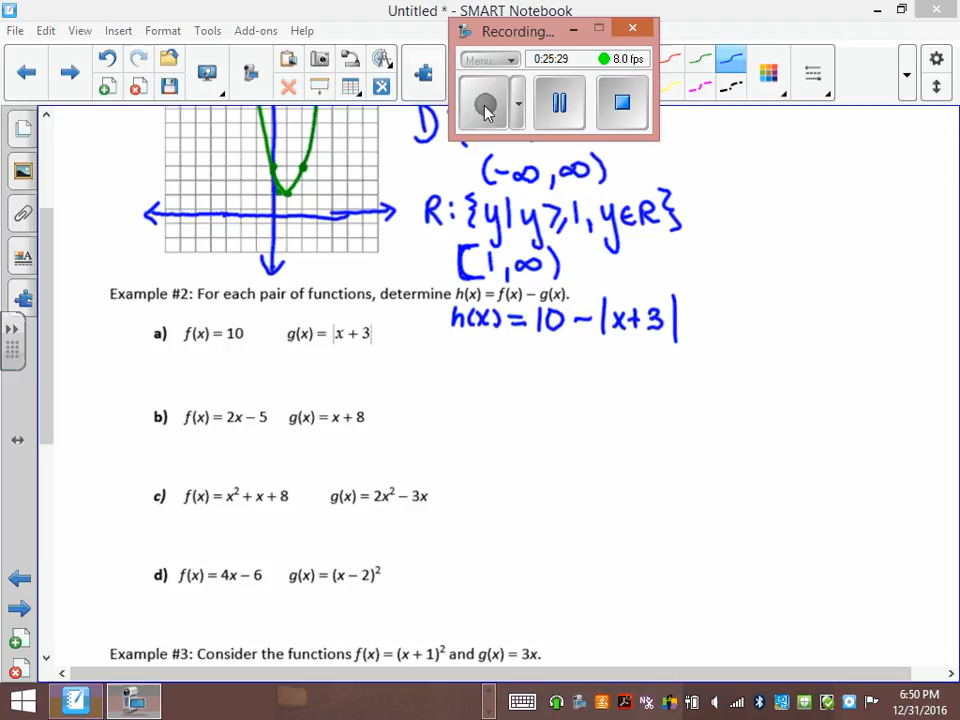 Untitled * - SMART Notebook
File Edit View Insert Format Tools Add-ons Help
Recording...
Menu 0:25:29 8.0 fps
D
(-∞,∞)
R:{y|y≥1,y∈R}
[1,∞)
Example #2: For each pair of functions, determine h(x) = f(x) – g(x).
h(x) = 10 - |x+3|
a) f(x) = 10 g(x) = |x + 3|
b) f(x) = 2x – 5 g(x) = x + 8
c) f(x) = x² + x + 8 g(x) = 2x² – 3x
d) f(x) = 4x – 6 g(x) = (x – 2)²
Example #3: Consider the functions f(x) = (x + 1)² and g(x) = 3x.
6:50 PM
12/31/2016